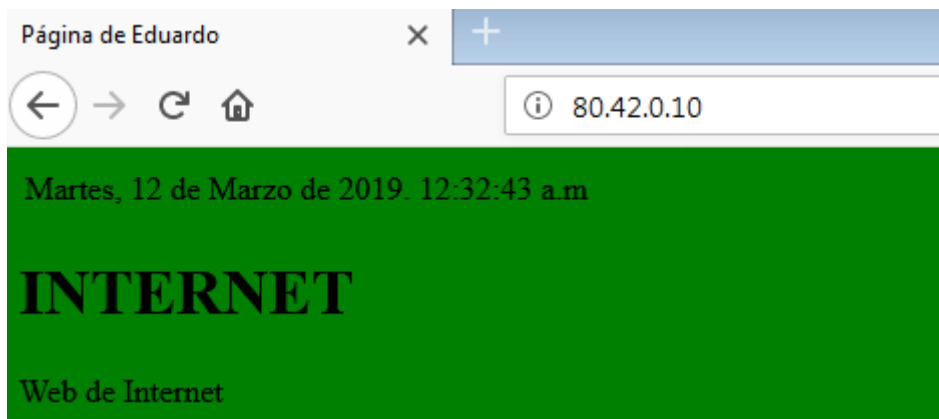 Página de Eduardo
80.42.0.10
Martes, 12 de Marzo de 2019. 12:32:43 a.m
INTERNET
Web de Internet